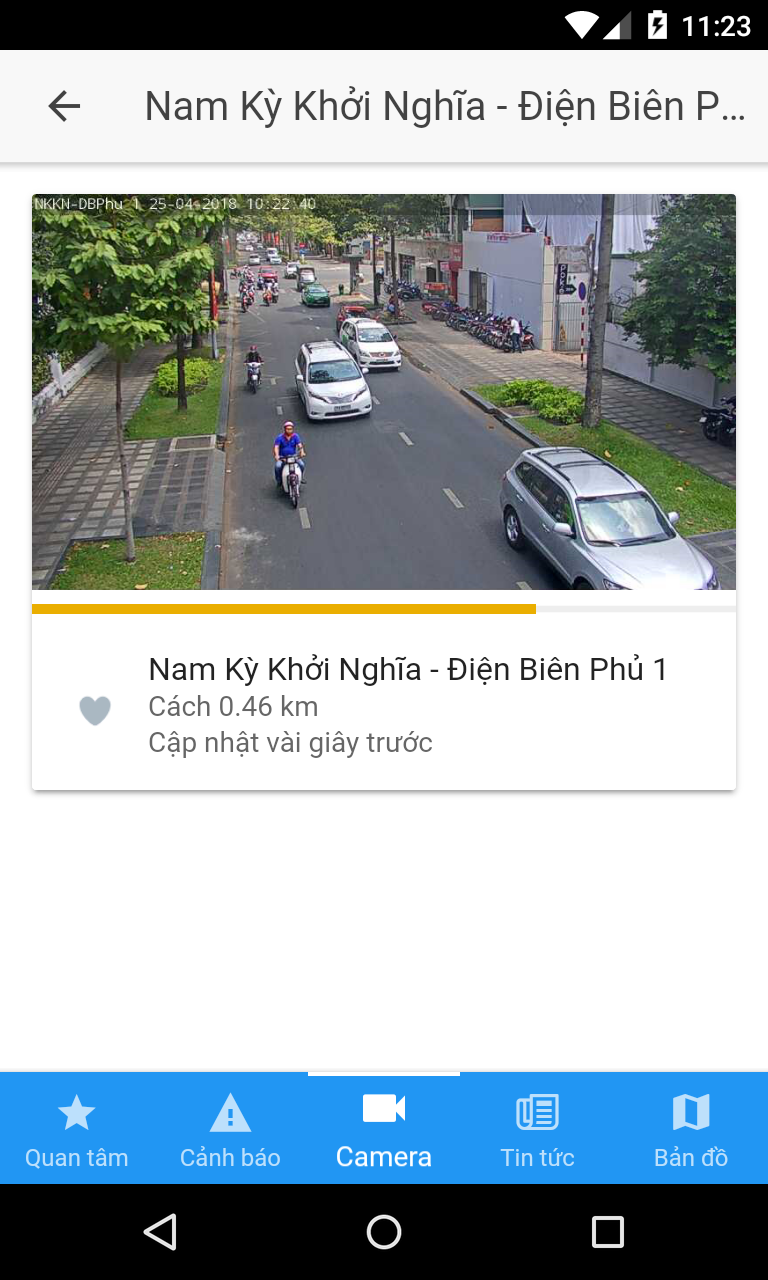 11:23
Nam Kỳ Khởi Nghĩa - Điện Biên P...
NKKN-DBPhu 1 25-04-2018 10:22:40
Nam Kỳ Khởi Nghĩa - Điện Biên Phủ 1
Cách 0.46 km
Cập nhật vài giây trước
Quan tâm
Cảnh báo
Camera
Tin tức
Bản đồ